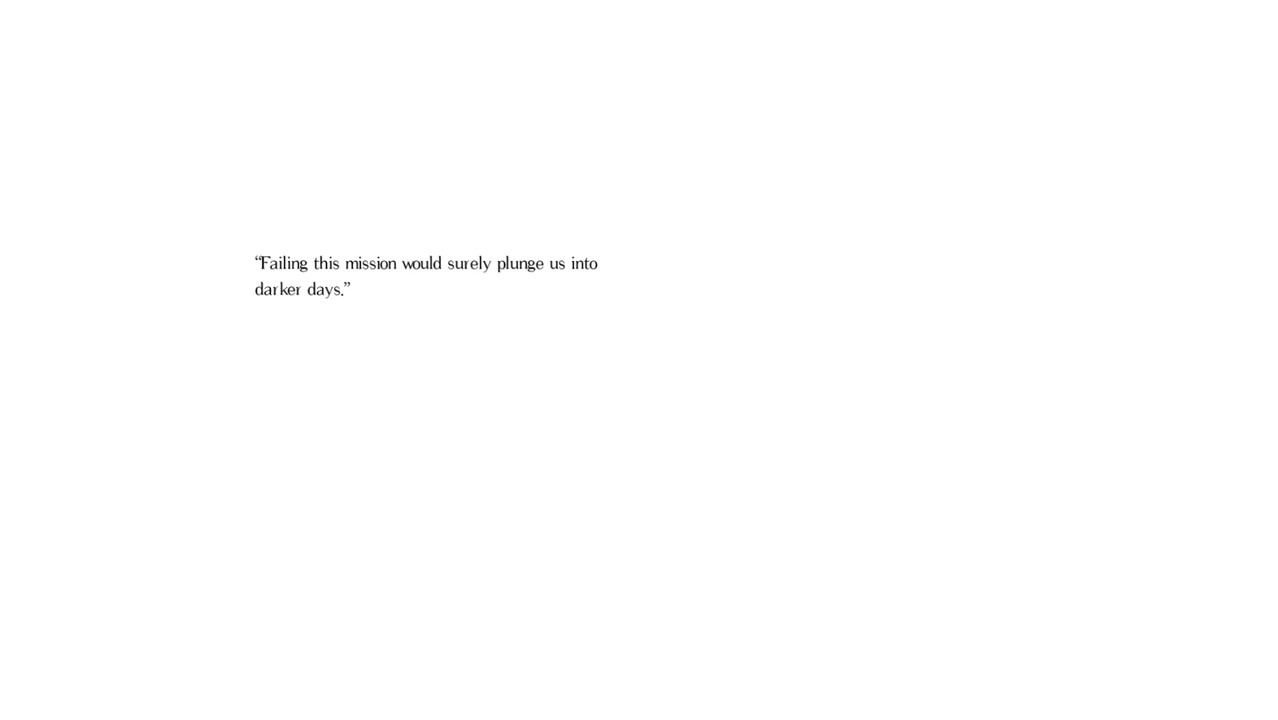 “Failing this mission would surely plunge us into
darker days.”